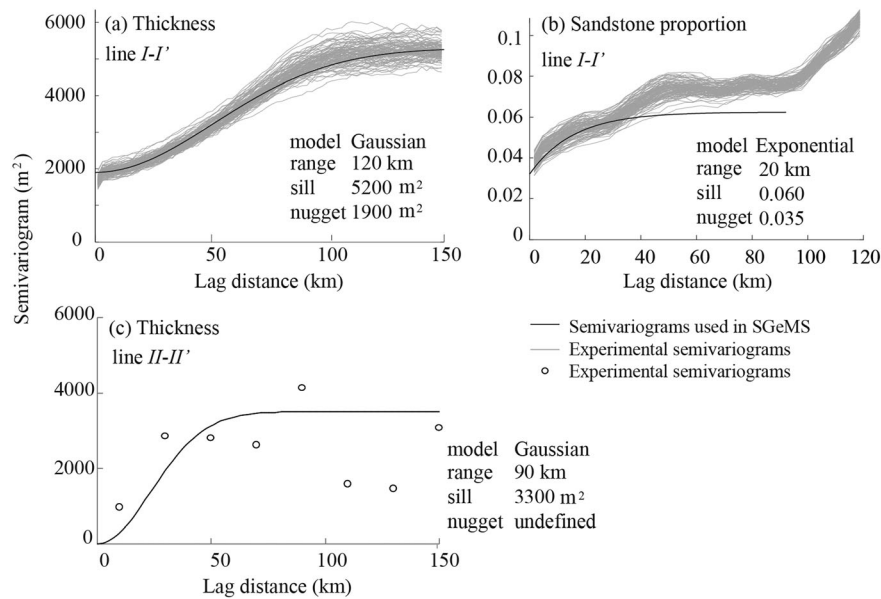 Semivariogram (m²)
(a) Thickness
line I-I’
6000
4000
2000
0
model Gaussian
range 120 km
sill 5200 m²
nugget 1900 m²
0 50 100 150
Lag distance (km)
(b) Sandstone proportion
line I-I’
0.1
0.08
0.06
0.04
0.02
0
model Exponential
range 20 km
sill 0.060
nugget 0.035
0 20 40 60 80 100 120
Lag distance (km)
(c) Thickness
line II-II’
6000
4000
2000
0
0 50 100 150
Lag distance (km)
Semivariograms used in SGeMS
Experimental semivariograms
Experimental semivariograms
model Gaussian
range 90 km
sill 3300 m²
nugget undefined